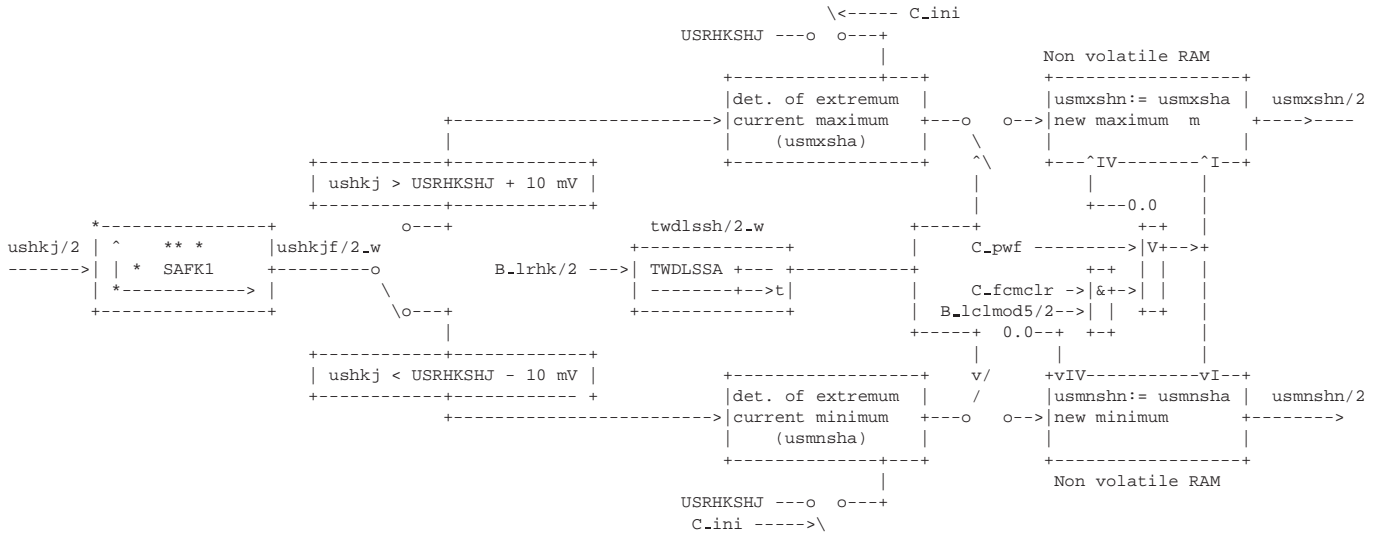 C_ini
USRHKSHJ
Non volatile RAM
det. of extremum
usmxshn:= usmxsha
usmxshn/2
current maximum
new maximum m
(usmxsha)
IV
I
ushkj > USRHKSHJ + 10 mV
0.0
twdlssh/2_w
ushkj/2
** *
ushkjf/2_w
C_pwf
V
* SAFK1
B_lrhk/2
TWDLSSA
C_fcmclr
&
t
B_lclmod5/2
0.0
ushkj < USRHKSHJ - 10 mV
IV
I
det. of extremum
usmnshn:= usmnsha
usmnshn/2
current minimum
new minimum
(usmnsha)
Non volatile RAM
USRHKSHJ
C_ini